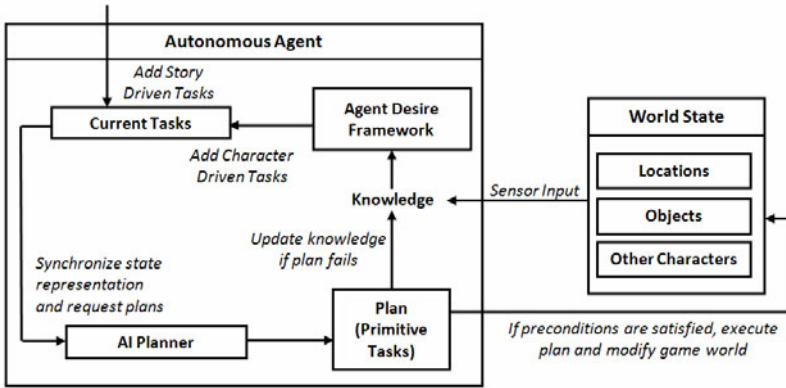 Autonomous Agent
Add Story
Driven Tasks
Current Tasks
Agent Desire
Framework
Add Character
Driven Tasks
Knowledge
Sensor Input
World State
Locations
Objects
Other Characters
Update knowledge
if plan fails
Synchronize state
representation
and request plans
AI Planner
Plan
(Primitive
Tasks)
If preconditions are satisfied, execute
plan and modify game world